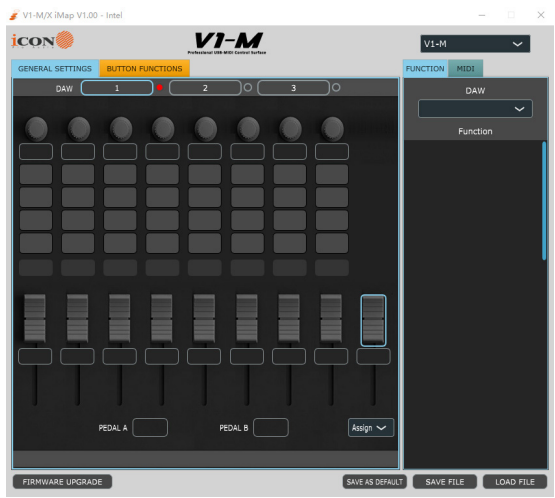 V1-M/X iMap V1.00 - Intel
iCON
V1-M
Professional USB-MIDI Control Surface
V1-M
GENERAL SETTINGS BUTTON FUNCTIONS
FUNCTION MIDI
DAW 1 2 3
DAW
Function
PEDAL A PEDAL B Assign
FIRMWARE UPGRADE SAVE AS DEFAULT SAVE FILE LOAD FILE